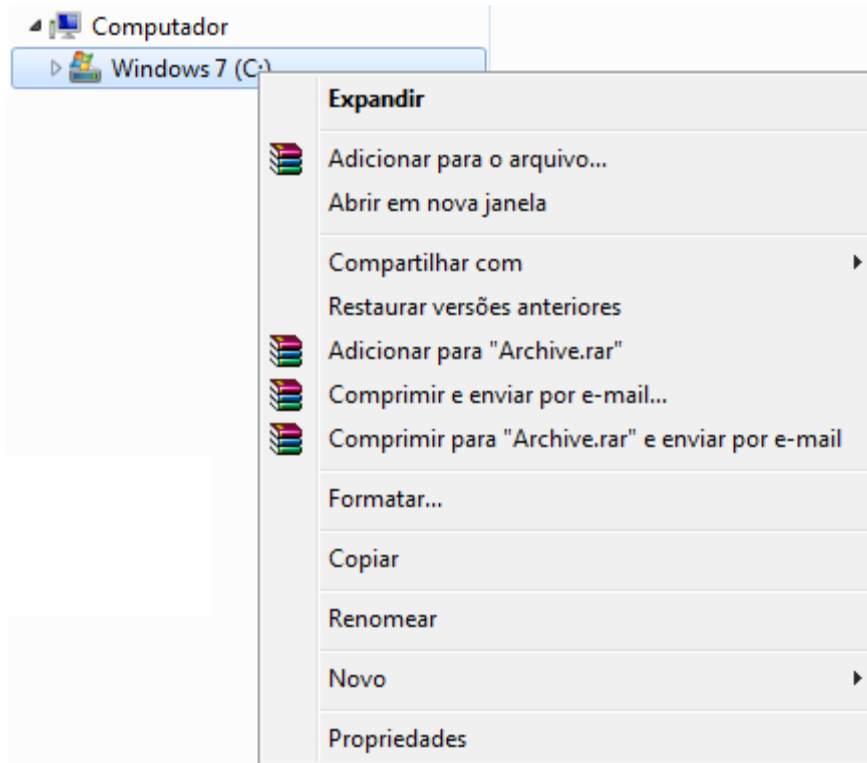 Computador
Windows 7 (C:)
Expandir
Adicionar para o arquivo...
Abrir em nova janela
Compartilhar com
Restaurar versões anteriores
Adicionar para "Archive.rar"
Comprimir e enviar por e-mail...
Comprimir para "Archive.rar" e enviar por e-mail
Formatar...
Copiar
Renomear
Novo
Propriedades